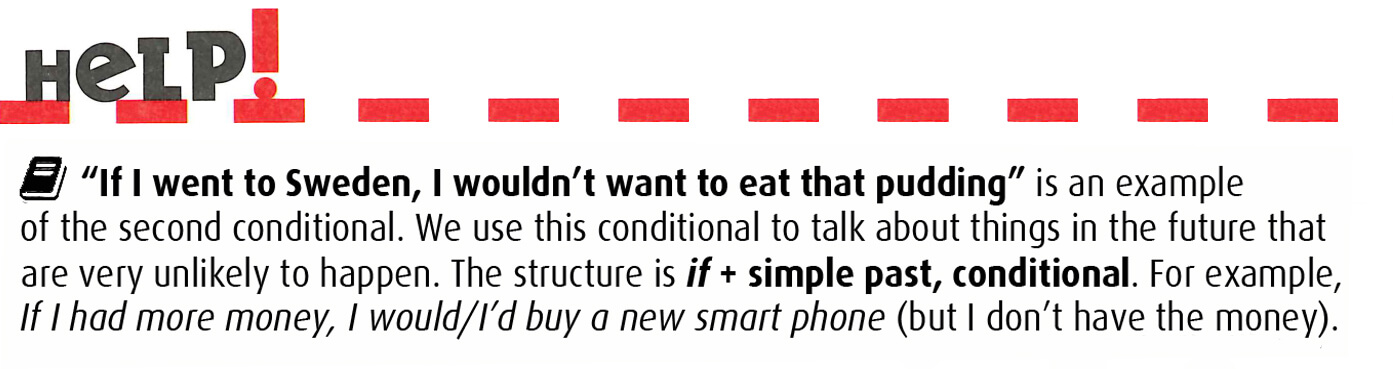 HeLP!
“If I went to Sweden, I wouldn’t want to eat that pudding” is an example
of the second conditional. We use this conditional to talk about things in the future that
are very unlikely to happen. The structure is if + simple past, conditional. For example,
If I had more money, I would/I’d buy a new smart phone (but I don’t have the money).